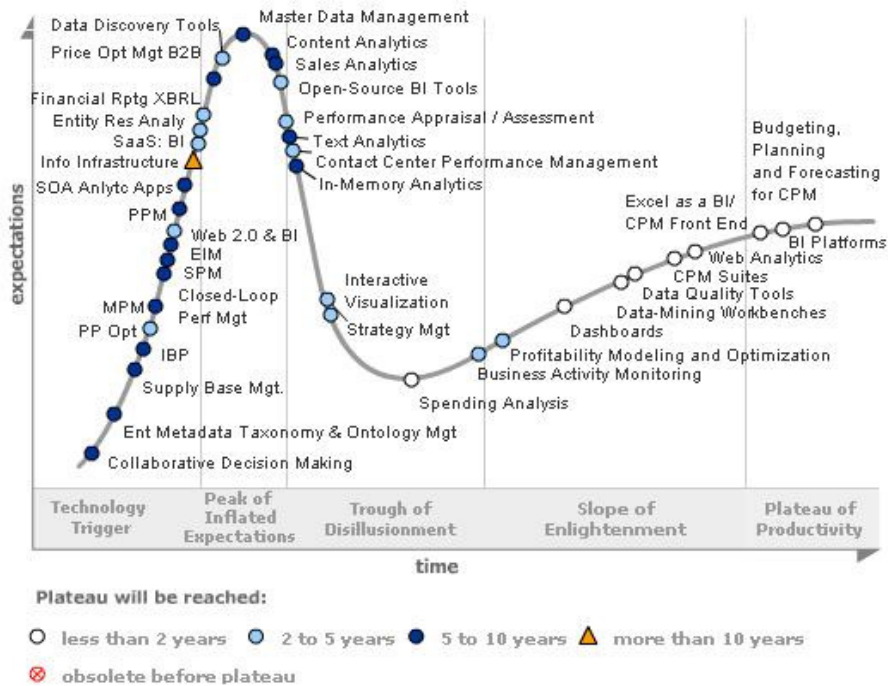 Master Data Management
Data Discovery Tools
Price Opt Mgt B2B
Content Analytics
Sales Analytics
Open-Source BI Tools
Financial Rptg XBRL
Entity Res Analy
SaaS: BI
Info Infrastructure
SOA Anlytc Apps
PPM
Performance Appraisal / Assessment
Text Analytics
Contact Center Performance Management
In-Memory Analytics
Web 2.0 & BI
EIM
SPM
Closed-Loop
Perf Mgt
MPM
PP Opt
IBP
Supply Base Mgt.
Ent Metadata Taxonomy & Ontology Mgt
Collaborative Decision Making
Interactive
Visualization
Strategy Mgt
Spending Analysis
Business Activity Monitoring
Profitability Modeling and Optimization
Dashboards
Data-Mining Workbenches
Data Quality Tools
CPM Suites
Web Analytics
Excel as a BI/
CPM Front End
Budgeting,
Planning
and Forecasting
for CPM
BI Platforms
expectations
Technology
Trigger
Peak of
Inflated
Expectations
Trough of
Disillusionment
Slope of
Enlightenment
Plateau of
Productivity
time
Plateau will be reached:
less than 2 years
2 to 5 years
5 to 10 years
more than 10 years
obsolete before plateau